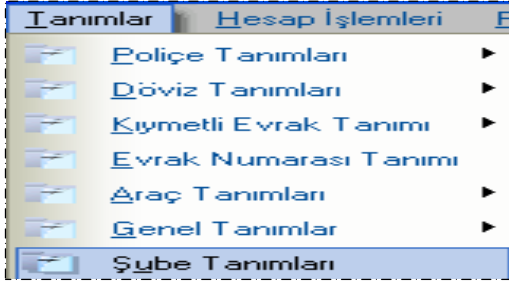 Tanımlar Hesap İşlemleri
Poliçe Tanımları
Döviz Tanımları
Kıymetli Evrak Tanımı
Evrak Numarası Tanımı
Araç Tanımları
Genel Tanımlar
Şube Tanımları